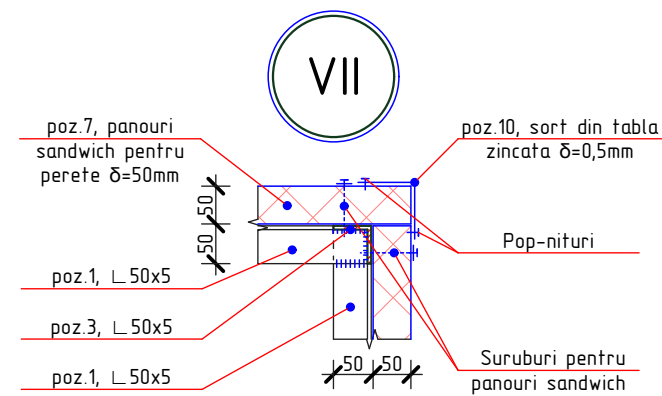 VII
poz.7, panouri
sandwich pentru
perete δ=50mm
poz.10, sort din tabla
zincata δ=0,5mm
50
50
Pop-nituri
poz.1, ∟50x5
poz.3, ∟50x5
poz.1, ∟50x5
50 50
Suruburi pentru
panouri sandwich